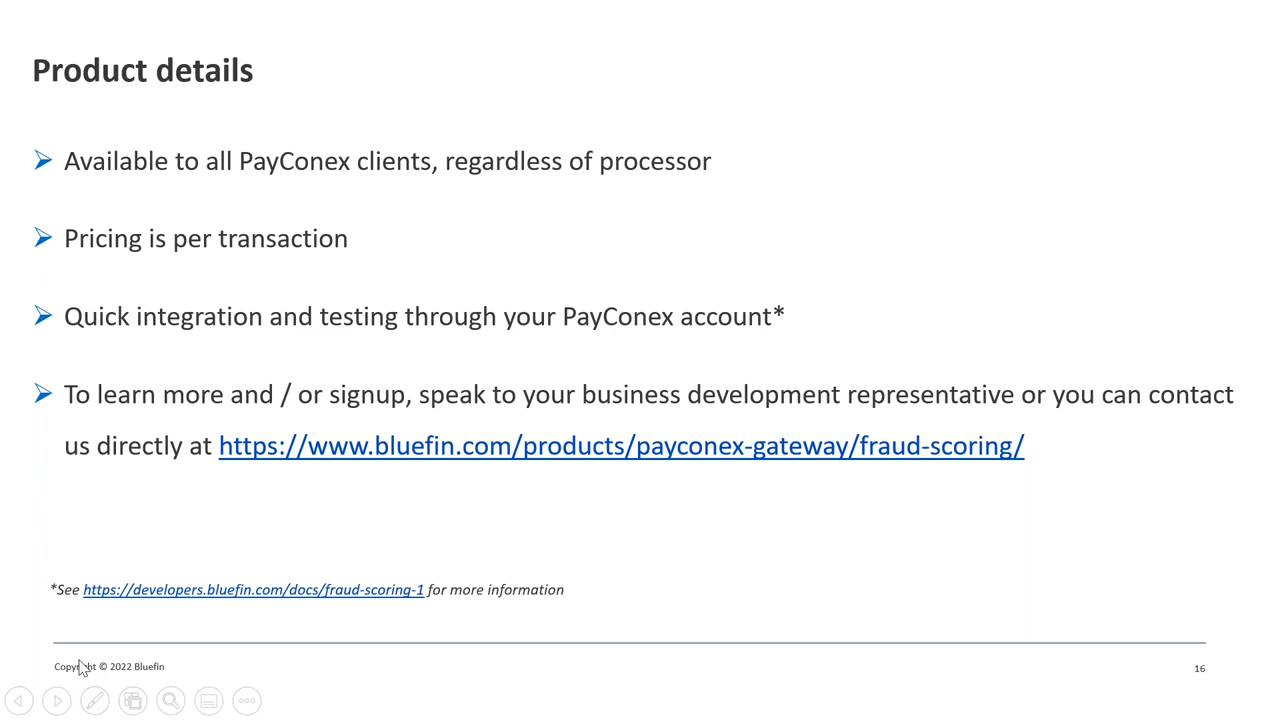 Product details
Available to all PayConex clients, regardless of processor
Pricing is per transaction
Quick integration and testing through your PayConex account*
To learn more and / or signup, speak to your business development representative or you can contact
us directly at https://www.bluefin.com/products/payconex-gateway/fraud-scoring/
*See https://developers.bluefin.com/docs/fraud-scoring-1 for more information
Copyright © 2022 Bluefin
16